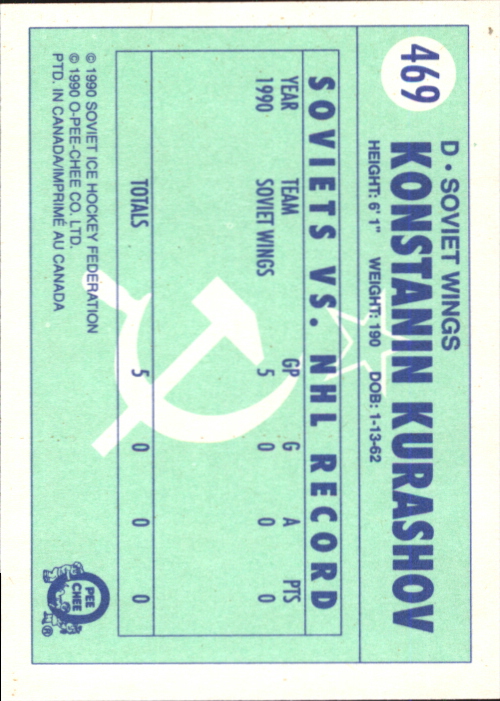 469
D • SOVIET WINGS
KONSTANIN KURASHOV
HEIGHT: 6' 1" WEIGHT: 190 DOB: 1-13-62
SOVIETS VS. NHL RECORD
YEAR TEAM GP G A PTS
1990 SOVIET WINGS 5 0 0 0
TOTALS 5 0 0 0
© 1990 SOVIET ICE HOCKEY FEDERATION
© 1990 O-PEE-CHEE CO. LTD.
PTD. IN CANADA/IMPRIMÉ AU CANADA
O
PEE
CHEE
®